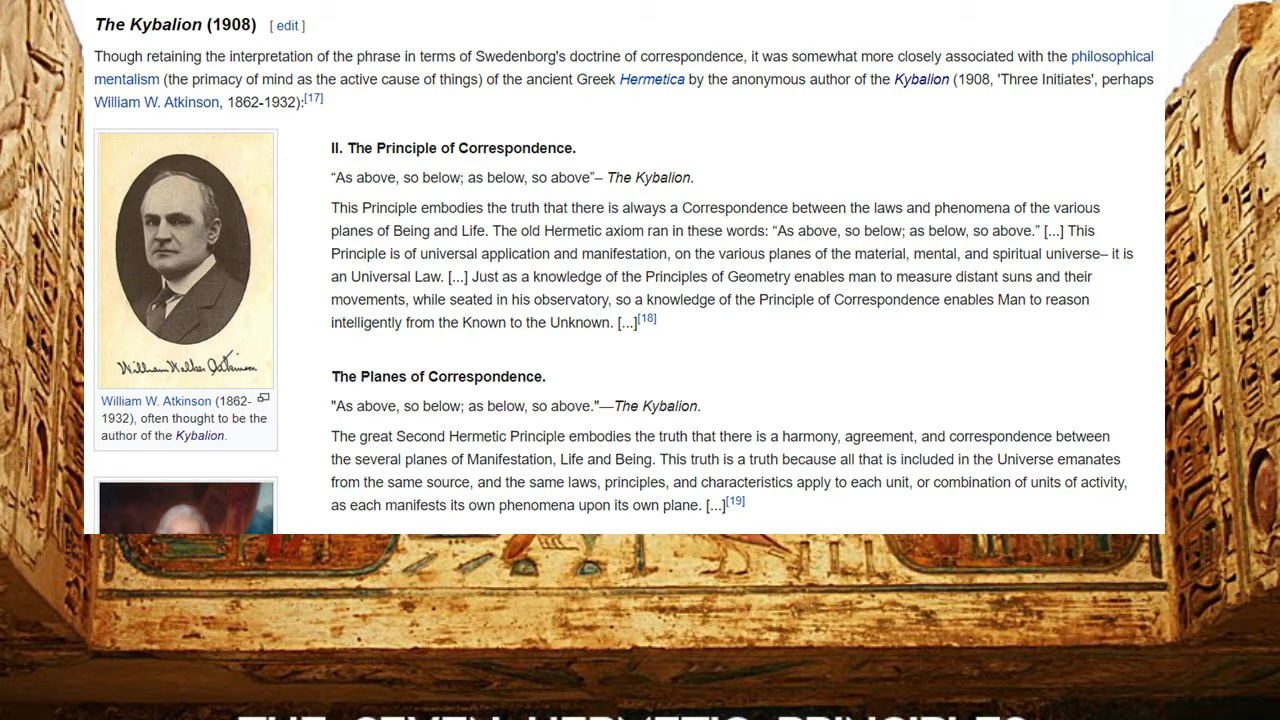 The Kybalion (1908) [ edit ]
Though retaining the interpretation of the phrase in terms of Swedenborg's doctrine of correspondence, it was somewhat more closely associated with the philosophical
mentalism (the primacy of mind as the active cause of things) of the ancient Greek Hermetica by the anonymous author of the Kybalion (1908, 'Three Initiates', perhaps
William W. Atkinson, 1862-1932):[17]
William Walker Atkinson
William W. Atkinson (1862-
1932), often thought to be the
author of the Kybalion.
II. The Principle of Correspondence.
“As above, so below; as below, so above”– The Kybalion.
This Principle embodies the truth that there is always a Correspondence between the laws and phenomena of the various
planes of Being and Life. The old Hermetic axiom ran in these words: “As above, so below; as below, so above.” [...] This
Principle is of universal application and manifestation, on the various planes of the material, mental, and spiritual universe– it is
an Universal Law. [...] Just as a knowledge of the Principles of Geometry enables man to measure distant suns and their
movements, while seated in his observatory, so a knowledge of the Principle of Correspondence enables Man to reason
intelligently from the Known to the Unknown. [...][18]
The Planes of Correspondence.
"As above, so below; as below, so above."—The Kybalion.
The great Second Hermetic Principle embodies the truth that there is a harmony, agreement, and correspondence between
the several planes of Manifestation, Life and Being. This truth is a truth because all that is included in the Universe emanates
from the same source, and the same laws, principles, and characteristics apply to each unit, or combination of units of activity,
as each manifests its own phenomena upon its own plane. [...][19]
THE SEVEN HERMETIC PRINCIPLES